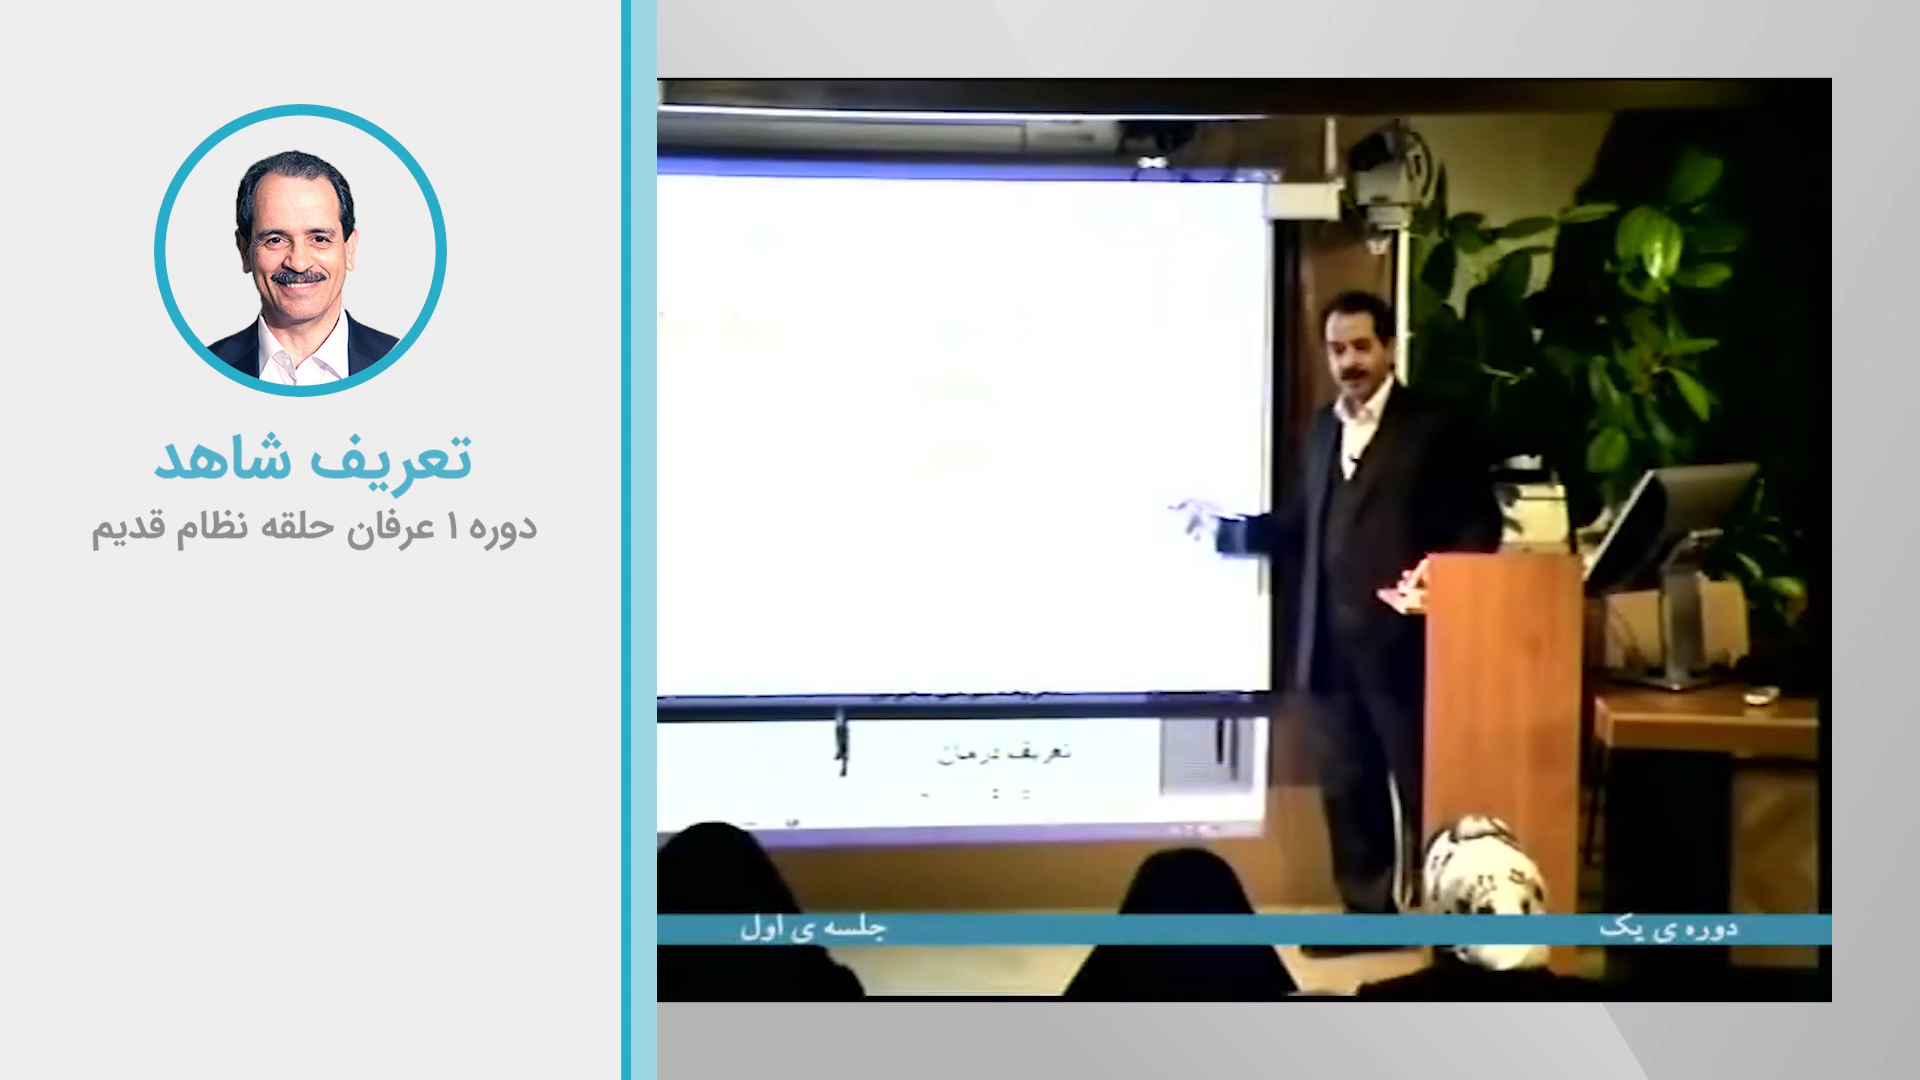 تعریف شاهد
دوره ۱ عرفان حلقه نظام قدیم
تعریف درمان
دوره ی یک
جلسه ی اول